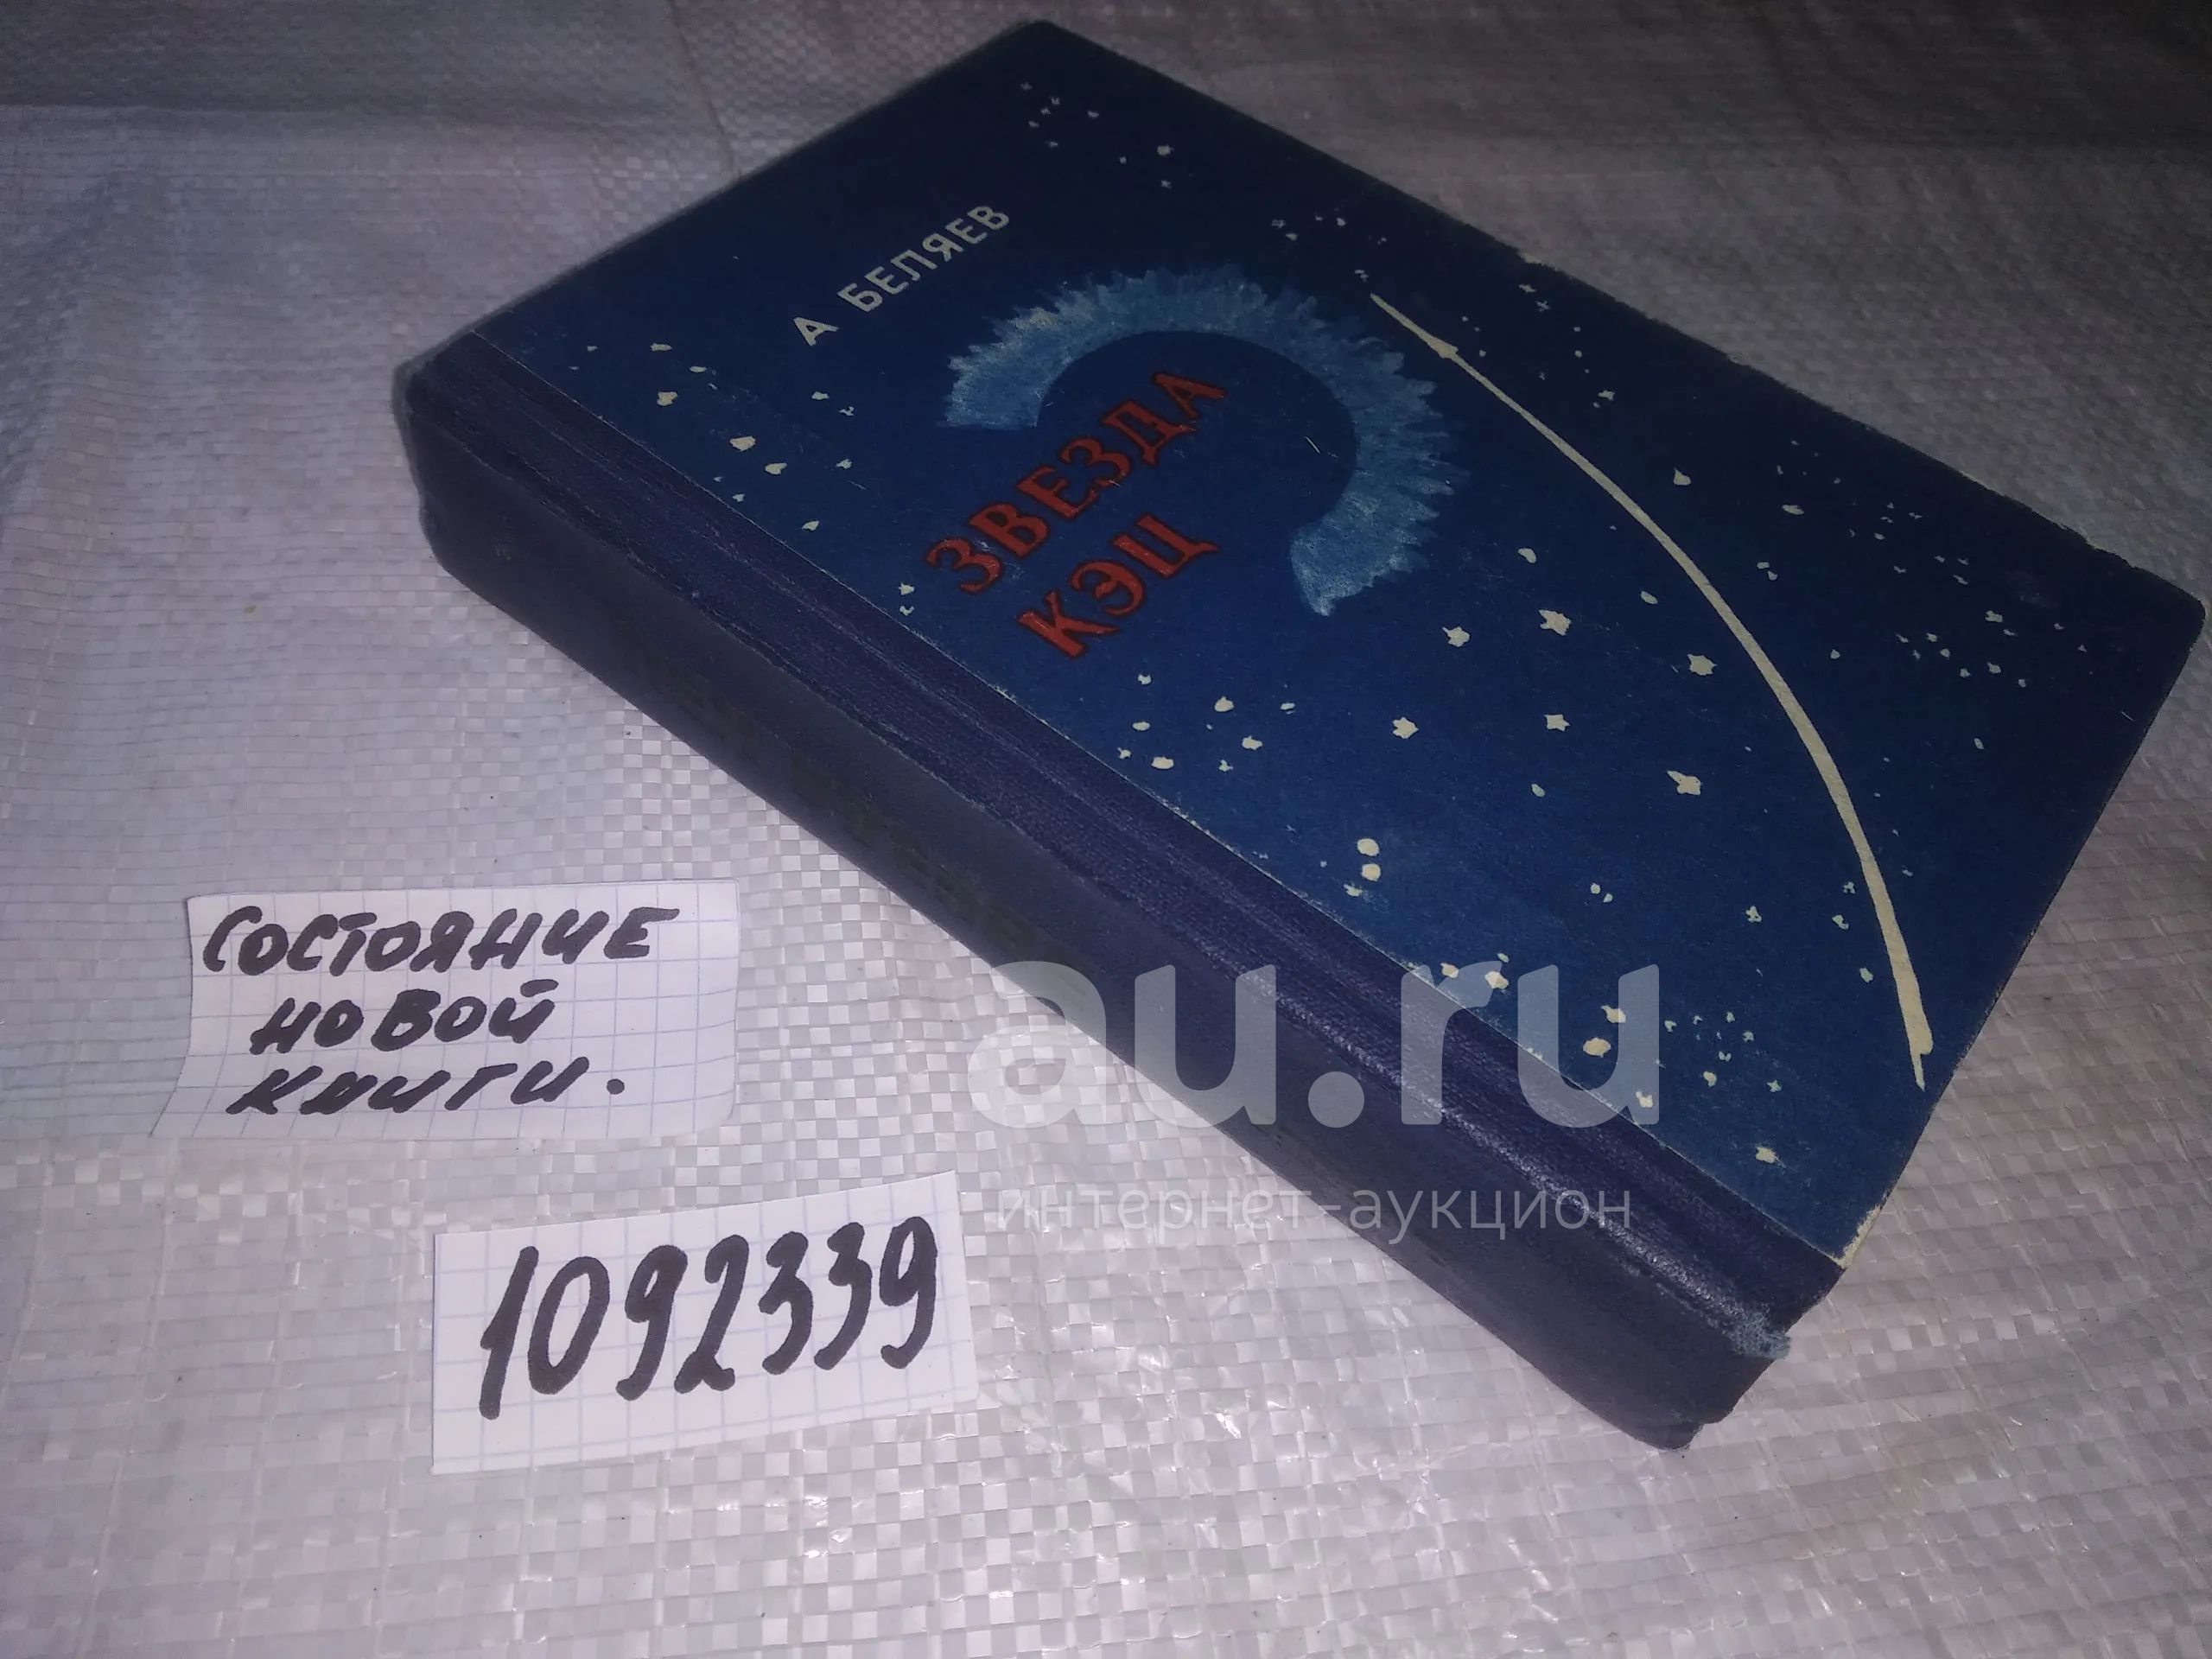 А БЕЛЯЕВ
ЗВЕЗДА
КЭЦ
СОСТОЯНИЕ
НОВОЙ
КНИГИ.
1092339
au.ru
интернет-аукцион